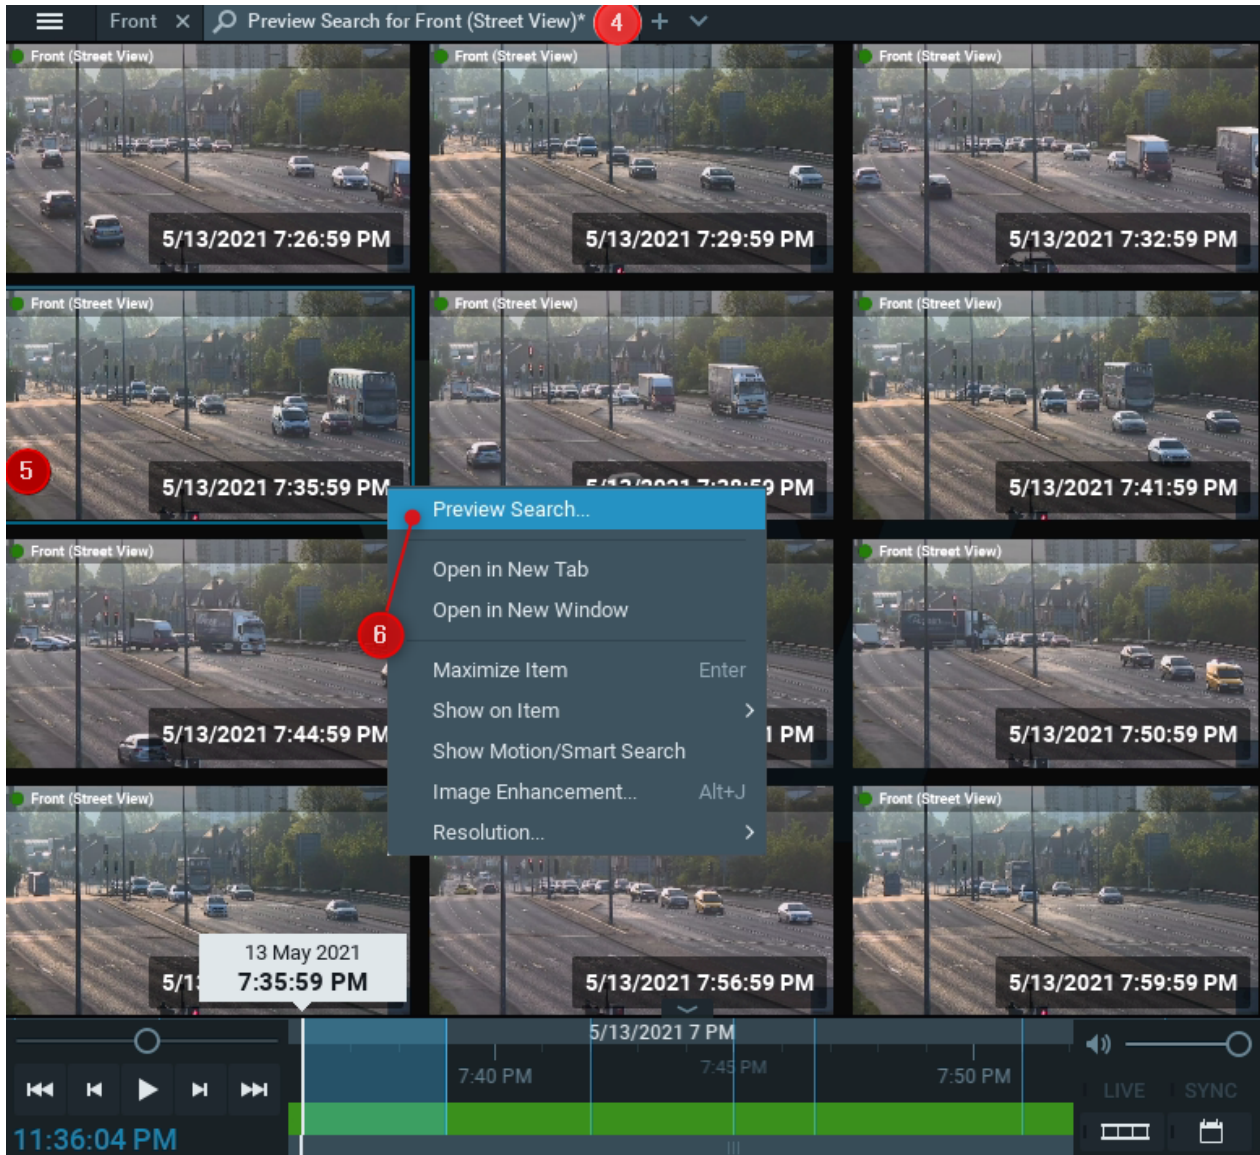 Front
Preview Search for Front (Street View)*
4
Front (Street View)
Front (Street View)
Front (Street View)
5/13/2021 7:26:59 PM
5/13/2021 7:29:59 PM
5/13/2021 7:32:59 PM
Front (Street View)
Front (Street View)
Front (Street View)
5
5/13/2021 7:35:59 PM
5/13/2021 7:38:59 PM
5/13/2021 7:41:59 PM
Preview Search...
Open in New Tab
Open in New Window
6
Maximize Item Enter
Show on Item
Show Motion/Smart Search
Image Enhancement... Alt+J
Resolution...
Front (Street View)
Front (Street View)
5/13/2021 7:44:59 PM
PM
5/13/2021 7:50:59 PM
Front (Street View)
Front (Street View)
13 May 2021
7:35:59 PM
5/1
5/13/2021 7:56:59 PM
5/13/2021 7:59:59 PM
5/13/2021 7 PM
7:40 PM
7:45 PM
7:50 PM
LIVE
SYNC
11:36:04 PM